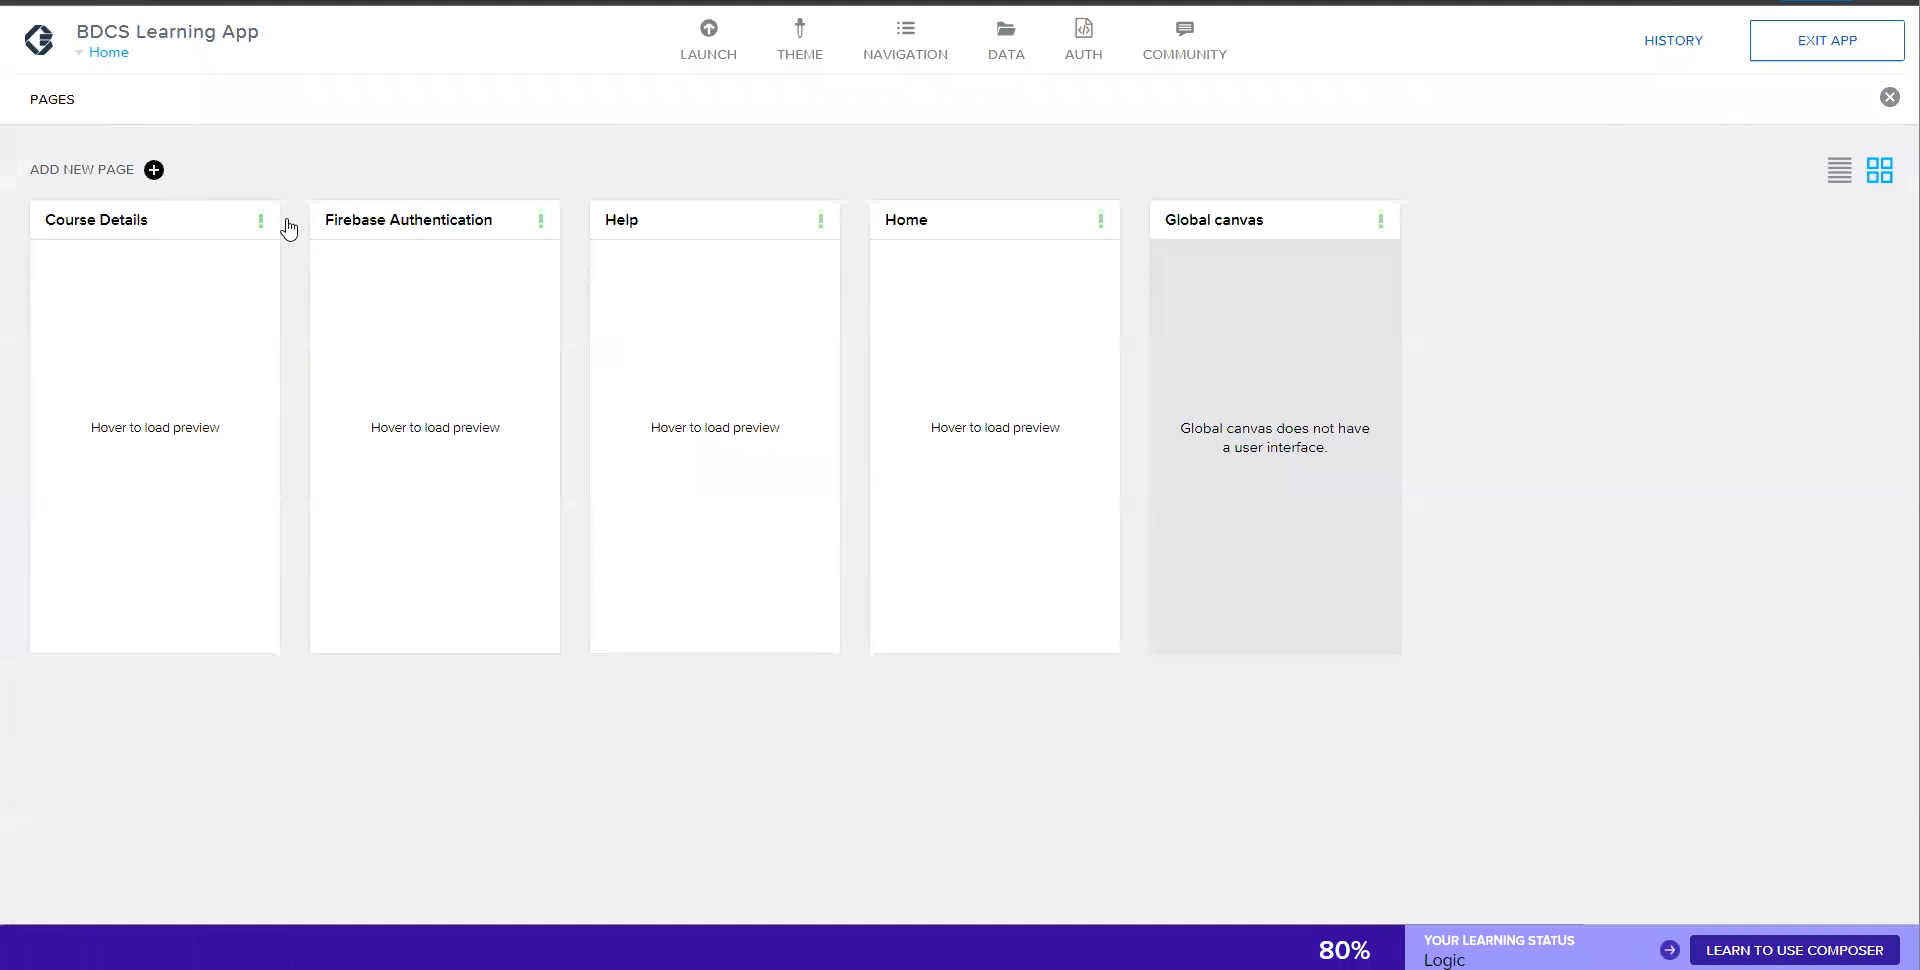 BDCS Learning App
Home
LAUNCH
THEME
NAVIGATION
DATA
AUTH
COMMUNITY
HISTORY
EXIT APP
PAGES
ADD NEW PAGE
Course Details
Firebase Authentication
Help
Home
Global canvas
Hover to load preview
Hover to load preview
Hover to load preview
Hover to load preview
Global canvas does not have
a user interface.
80%
YOUR LEARNING STATUS
Logic
LEARN TO USE COMPOSER